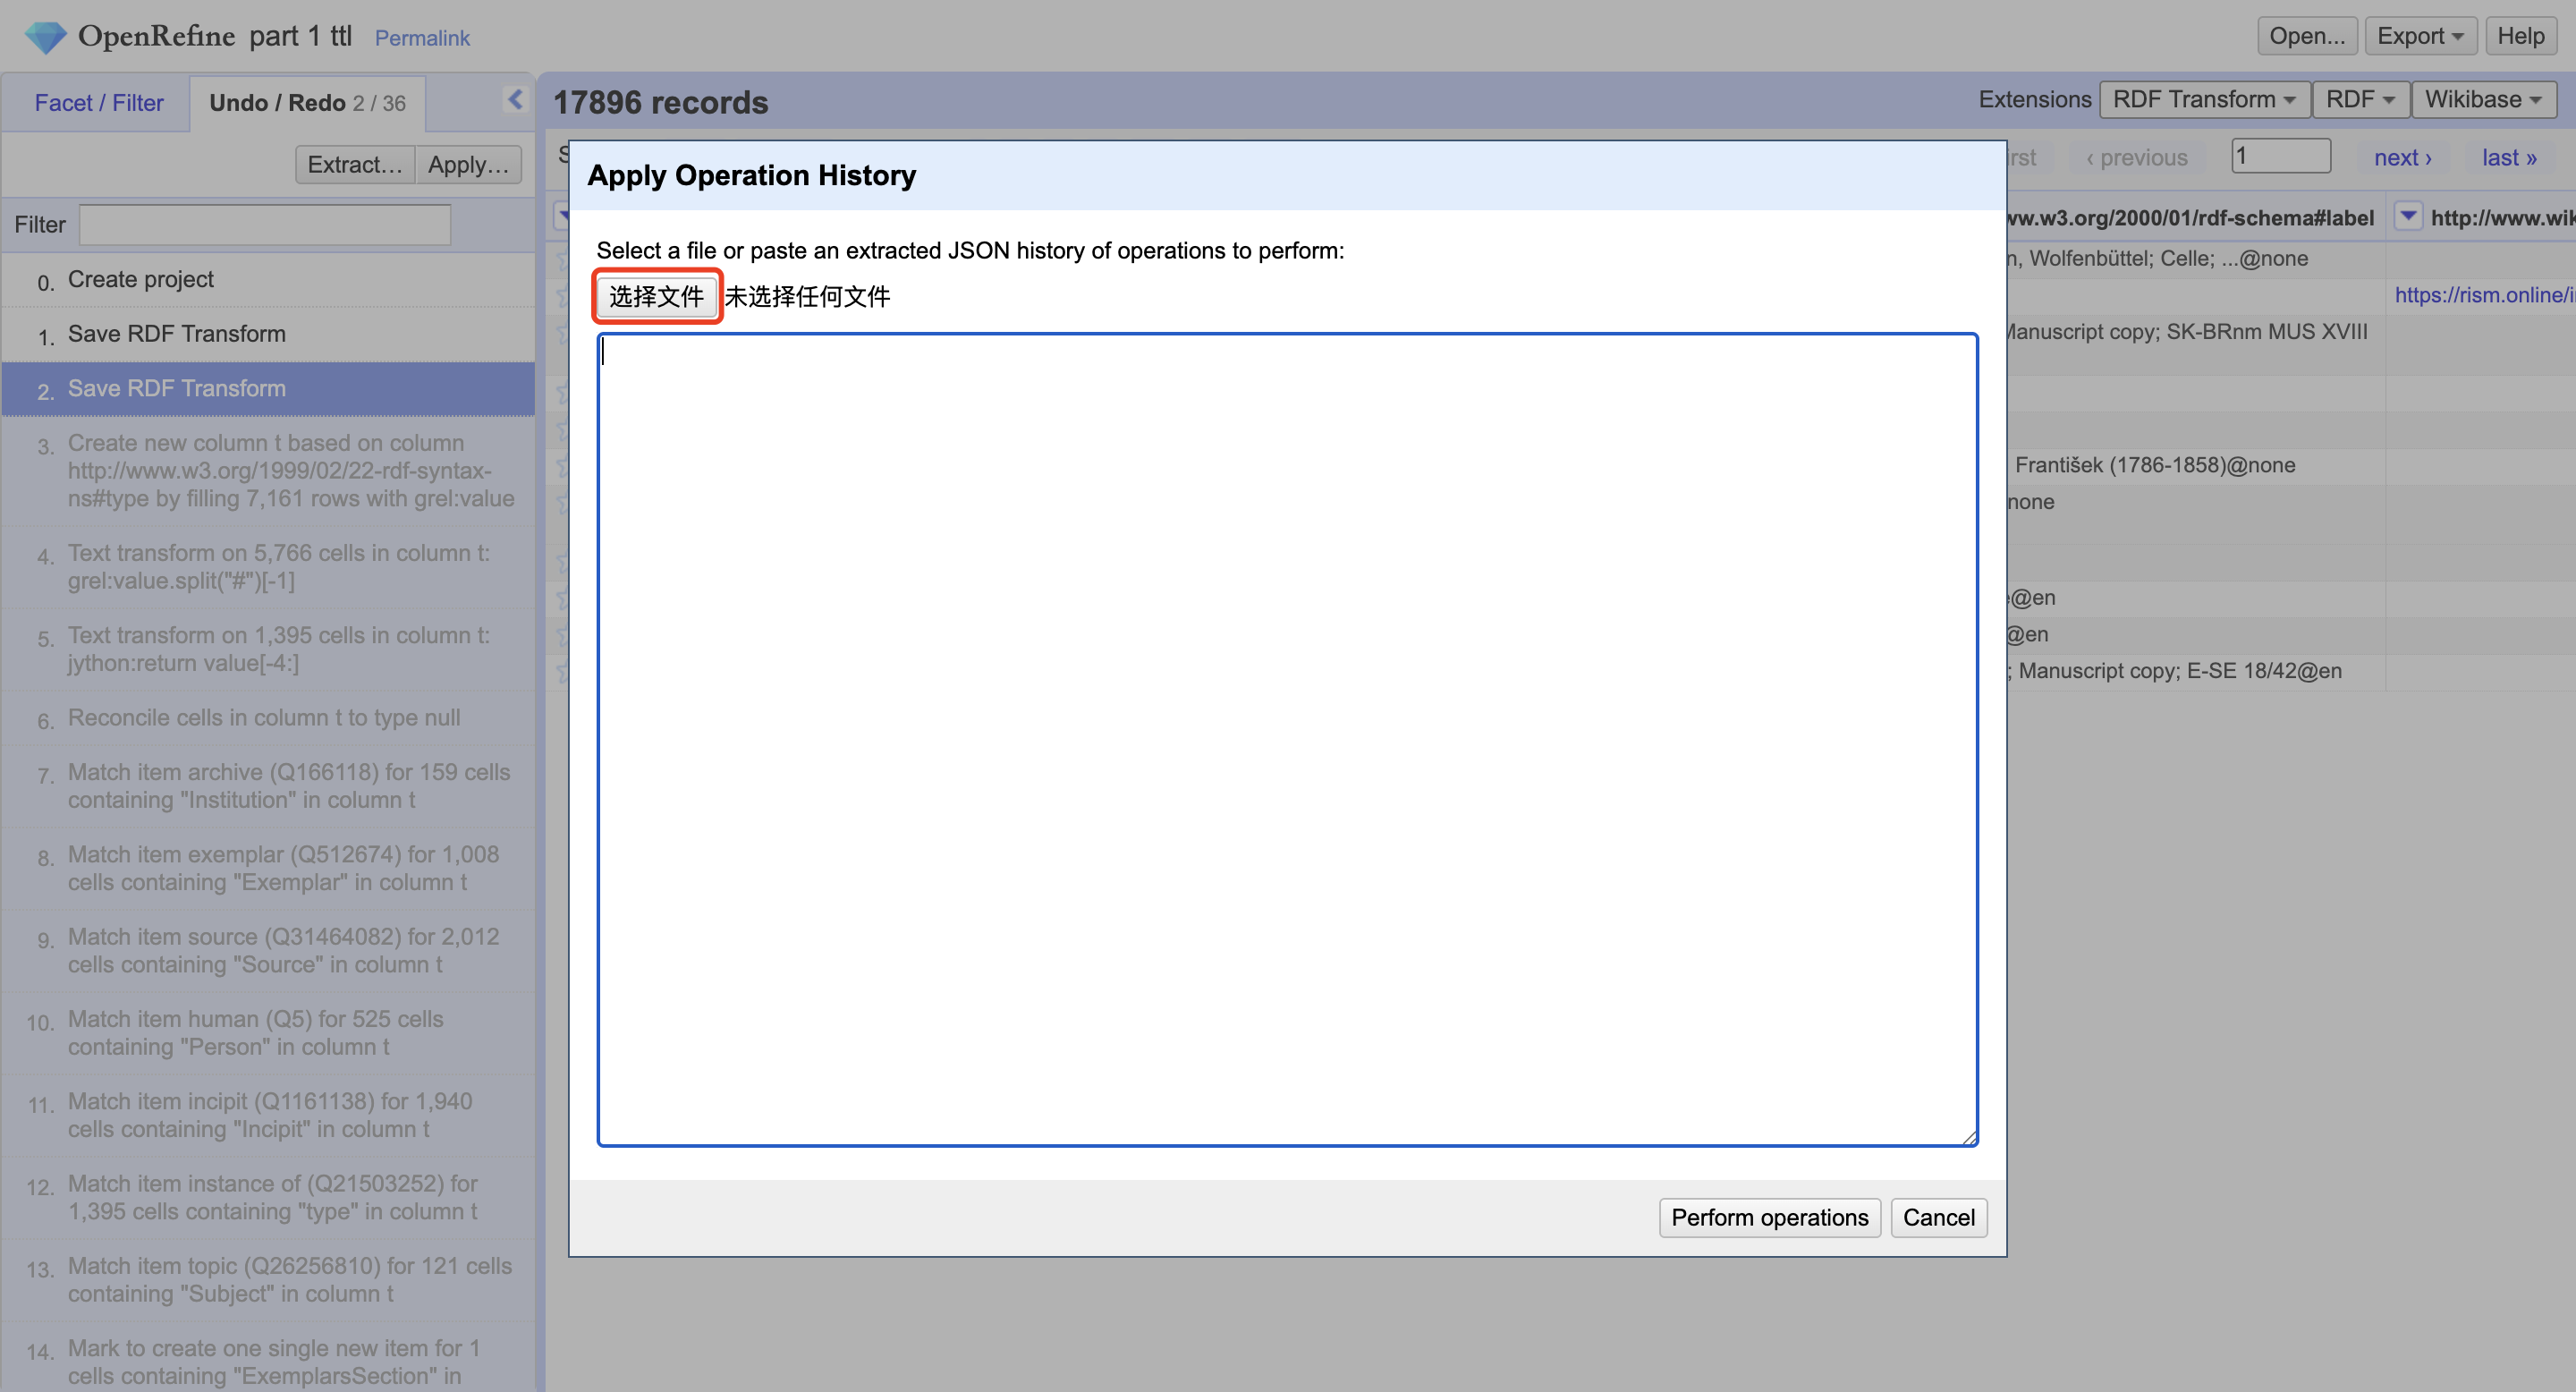 OpenRefine part 1 ttl Permalink
Open... Export Help
Facet / Filter Undo / Redo 2 / 36
17896 records
Extensions RDF Transform RDF Wikibase
Extract... Apply...
‹ previous 1 next › last »
Filter
0. Create project
1. Save RDF Transform
2. Save RDF Transform
3. Create new column t based on column
http://www.w3.org/1999/02/22-rdf-syntax-
ns#type by filling 7,161 rows with grel:value
4. Text transform on 5,766 cells in column t:
grel:value.split("#")[-1]
5. Text transform on 1,395 cells in column t:
jython:return value[-4:]
6. Reconcile cells in column t to type null
7. Match item archive (Q166118) for 159 cells
containing "Institution" in column t
8. Match item exemplar (Q512674) for 1,008
cells containing "Exemplar" in column t
9. Match item source (Q31464082) for 2,012
cells containing "Source" in column t
10. Match item human (Q5) for 525 cells
containing "Person" in column t
11. Match item incipit (Q1161138) for 1,940
cells containing "Incipit" in column t
12. Match item instance of (Q21503252) for
1,395 cells containing "type" in column t
13. Match item topic (Q26256810) for 121 cells
containing "Subject" in column t
14. Mark to create one single new item for 1
cells containing "ExemplarsSection" in
Apply Operation History
Select a file or paste an extracted JSON history of operations to perform:
选择文件 未选择任何文件
Perform operations Cancel
w.w3.org/2000/01/rdf-schema#label http://www.wik
n, Wolfenbüttel; Celle; ...@none
https://rism.online/i
Manuscript copy; SK-BRnm MUS XVIII
František (1786-1858)@none
none
@en
@en
; Manuscript copy; E-SE 18/42@en